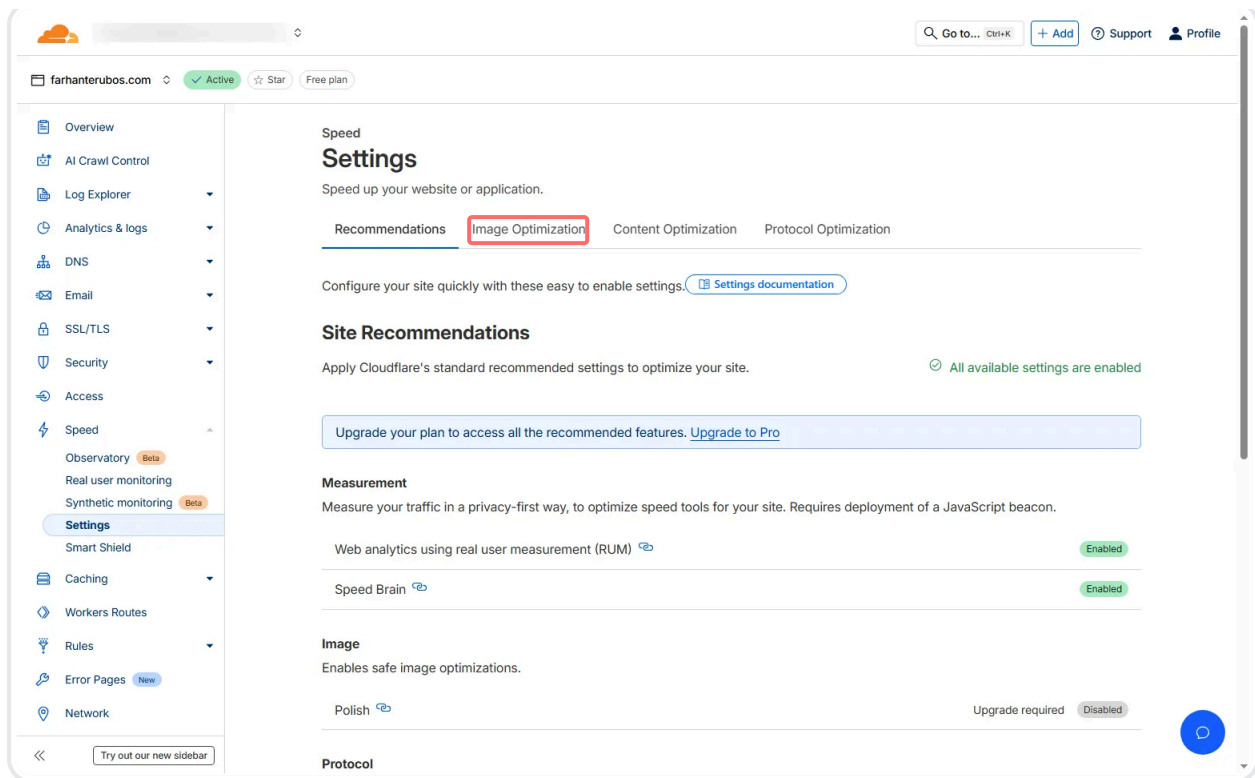 Go to... Ctrl+K
+ Add
Support
Profile
farhanterubos.com
Active
Star
Free plan
Overview
AI Crawl Control
Log Explorer
Analytics & logs
DNS
Email
SSL/TLS
Security
Access
Speed
Observatory Beta
Real user monitoring
Synthetic monitoring Beta
Settings
Smart Shield
Caching
Workers Routes
Rules
Error Pages New
Network
Try out our new sidebar
Speed
Settings
Speed up your website or application.
Recommendations
Image Optimization
Content Optimization
Protocol Optimization
Configure your site quickly with these easy to enable settings. Settings documentation
Site Recommendations
Apply Cloudflare's standard recommended settings to optimize your site.
All available settings are enabled
Upgrade your plan to access all the recommended features. Upgrade to Pro
Measurement
Measure your traffic in a privacy-first way, to optimize speed tools for your site. Requires deployment of a JavaScript beacon.
Web analytics using real user measurement (RUM)
Enabled
Speed Brain
Enabled
Image
Enables safe image optimizations.
Polish
Upgrade required Disabled
Protocol